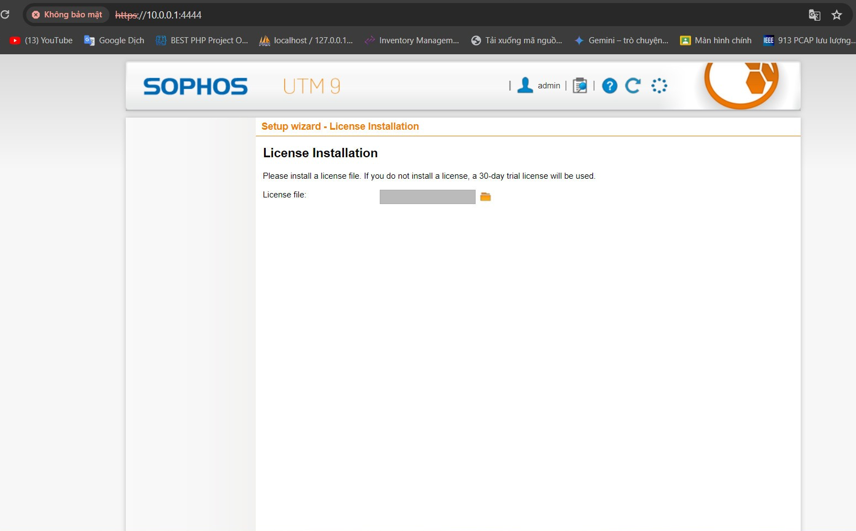 Không bảo mật https://10.0.0.1:4444
(13) YouTube Google Dịch BEST PHP Project O... localhost / 127.0.0.1... Inventory Managem... Tải xuống mã nguồ... Gemini – trò chuyện... Màn hình chính IEEE 913 PCAP lưu lượng...
SOPHOS UTM 9 | admin | | ?
Setup wizard - License Installation
License Installation
Please install a license file. If you do not install a license, a 30-day trial license will be used.
License file: